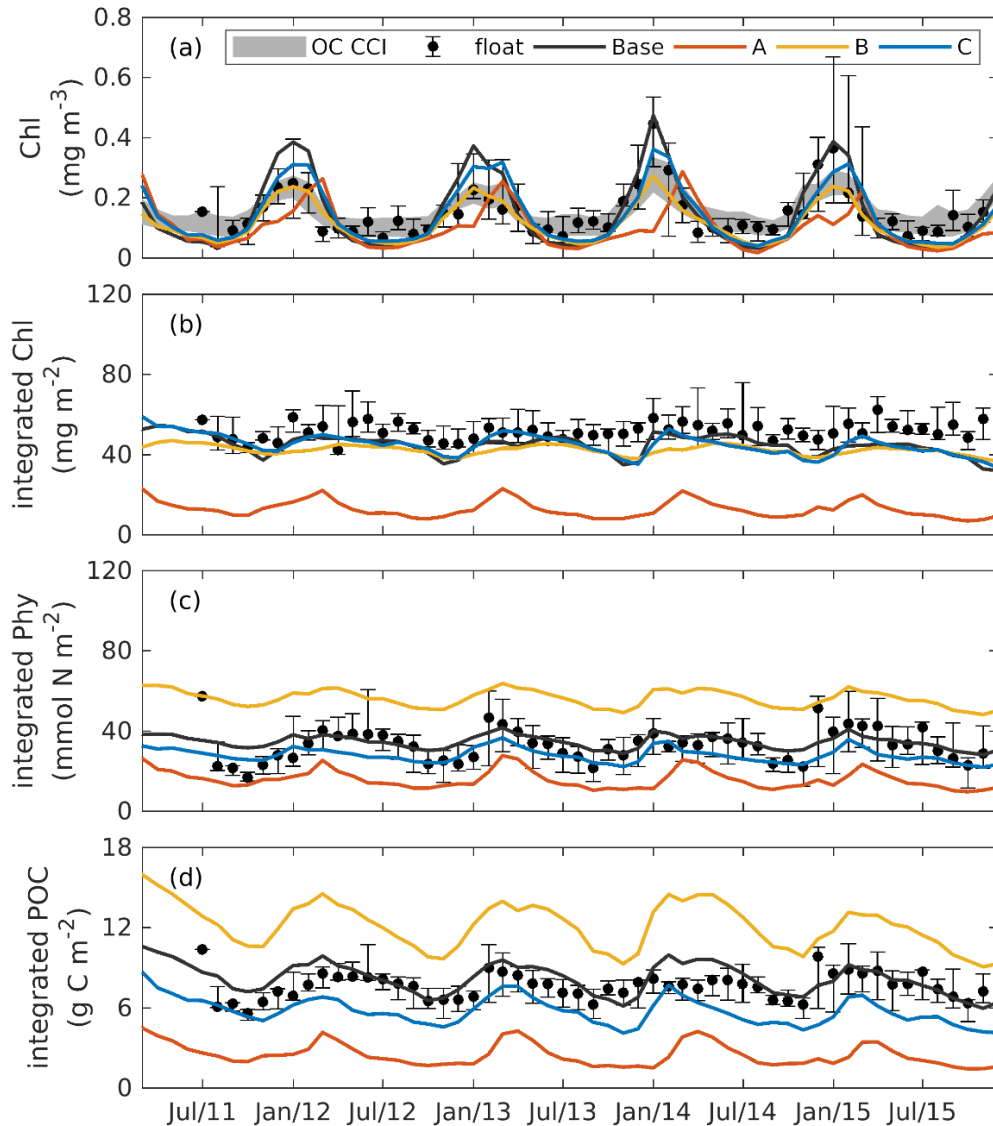 0.8
(a)
OC CCI float Base A B C
0.6
0.4
0.2
0
Chl
(mg m-3)
120
(b)
80
40
0
integrated Chl
(mg m-2)
120
(c)
80
40
0
integrated Phy
(mmol N m-2)
18
(d)
12
6
0
integrated POC
(g C m-2)
Jul/11 Jan/12 Jul/12 Jan/13 Jul/13 Jan/14 Jul/14 Jan/15 Jul/15